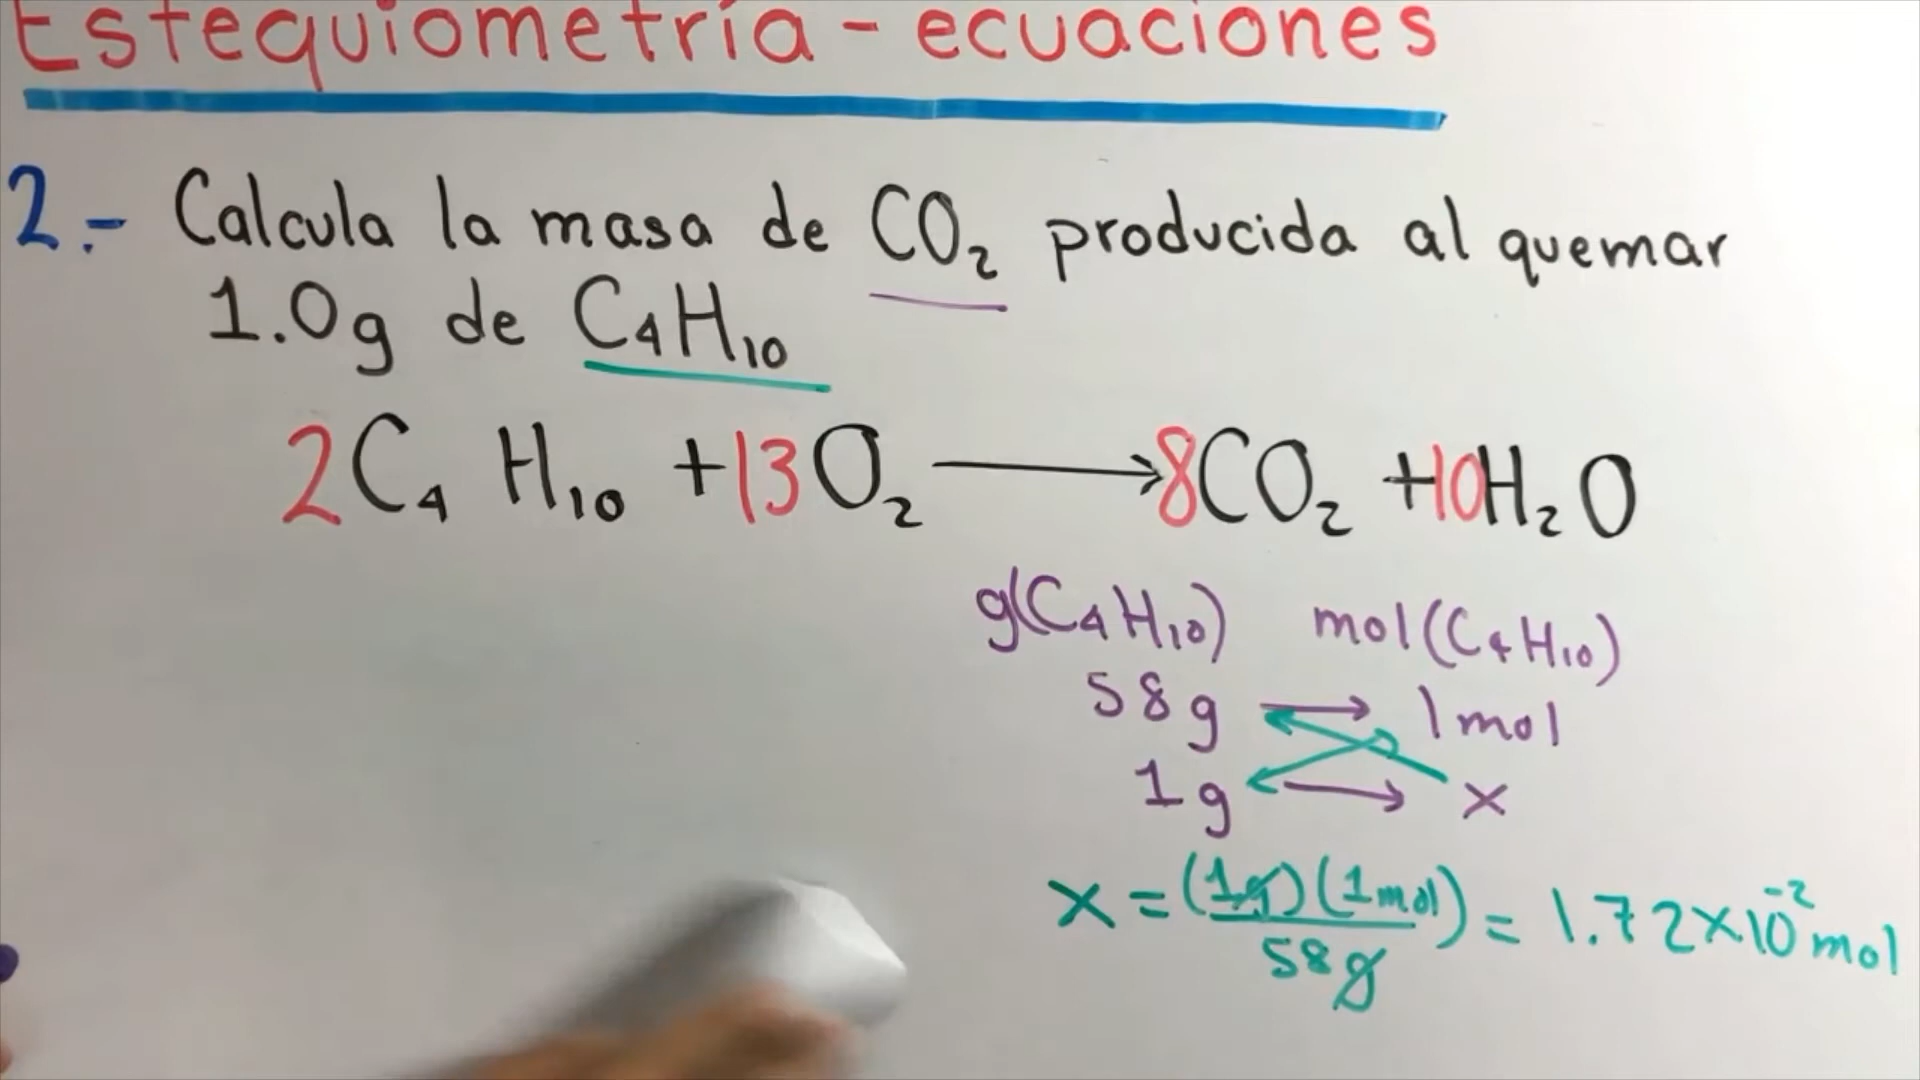 Estequiometría - ecuaciones
2.- Calcula la masa de CO₂ producida al quemar
1.0g de C₄H₁₀
2C₄H₁₀ + 13O₂ → 8CO₂ + 10H₂O
g(C₄H₁₀) mol(C₄H₁₀)
58g → 1mol
1g → x
x = (1g)(1mol)/58g = 1.72x10⁻² mol